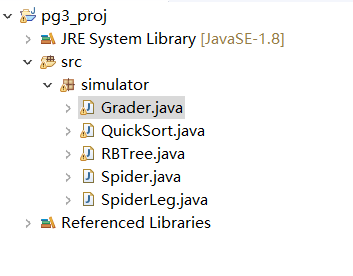 pg3_proj
JRE System Library [JavaSE-1.8]
src
simulator
Grader.java
QuickSort.java
RBTree.java
Spider.java
SpiderLeg.java
Referenced Libraries